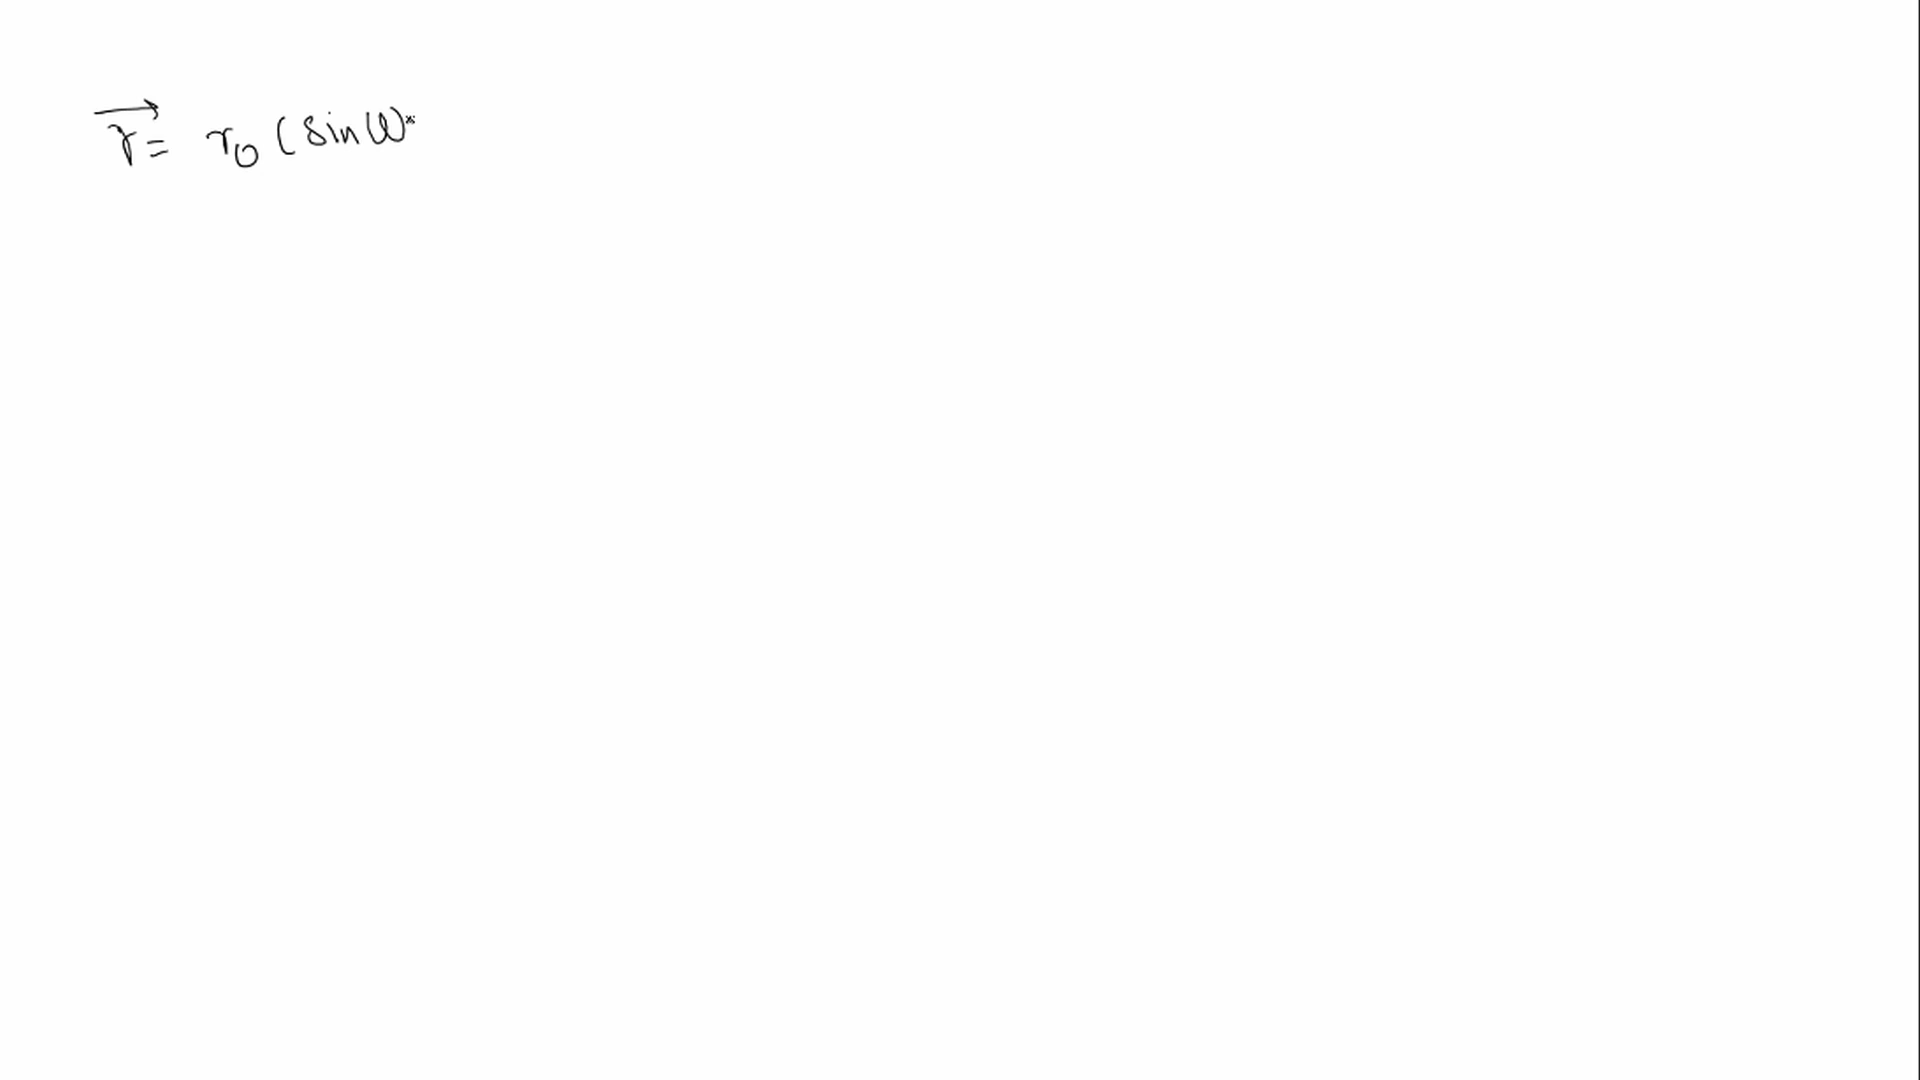 r⃗ = r₀ (sin ω